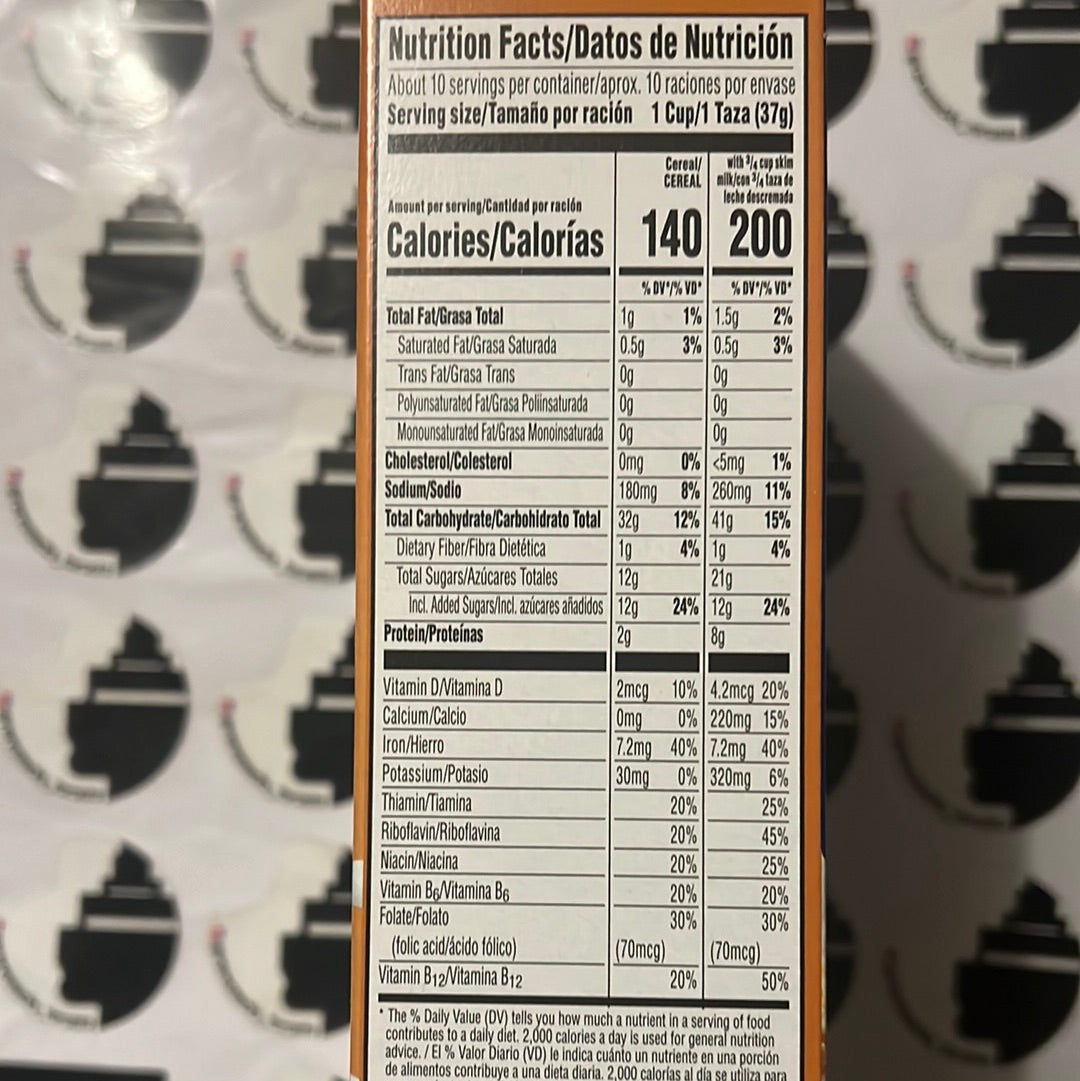 Nutrition Facts/Datos de Nutrición
About 10 servings per container/aprox. 10 raciones por envase
Serving size/Tamaño por ración 1 Cup/1 Taza (37g)
Cereal/
CEREAL
with 3/4 cup skim
milk/con 3/4 taza de
leche descremada
Amount per serving/Cantidad por ración
Calories/Calorías 140 200
% DV*/% VD* % DV*/% VD*
Total Fat/Grasa Total 1g 1% 1.5g 2%
Saturated Fat/Grasa Saturada 0.5g 3% 0.5g 3%
Trans Fat/Grasa Trans 0g 0g
Polyunsaturated Fat/Grasa Poliinsaturada 0g 0g
Monounsaturated Fat/Grasa Monoinsaturada 0g 0g
Cholesterol/Colesterol 0mg 0% <5mg 1%
Sodium/Sodio 180mg 8% 260mg 11%
Total Carbohydrate/Carbohidrato Total 32g 12% 41g 15%
Dietary Fiber/Fibra Dietética 1g 4% 1g 4%
Total Sugars/Azúcares Totales 12g 21g
Incl. Added Sugars/Incl. azúcares añadidos 12g 24% 12g 24%
Protein/Proteínas 2g 8g
Vitamin D/Vitamina D 2mcg 10% 4.2mcg 20%
Calcium/Calcio 0mg 0% 220mg 15%
Iron/Hierro 7.2mg 40% 7.2mg 40%
Potassium/Potasio 30mg 0% 320mg 6%
Thiamin/Tiamina 20% 25%
Riboflavin/Riboflavina 20% 45%
Niacin/Niacina 20% 25%
Vitamin B6/Vitamina B6 20% 20%
Folate/Folato 30% 30%
(folic acid/ácido fólico) (70mcg) (70mcg)
Vitamin B12/Vitamina B12 20% 50%
* The % Daily Value (DV) tells you how much a nutrient in a serving of food
contributes to a daily diet. 2,000 calories a day is used for general nutrition
advice. / El % Valor Diario (VD) le indica cuánto un nutriente en una porción
de alimentos contribuye a una dieta diaria. 2,000 calorías al día se utiliza para